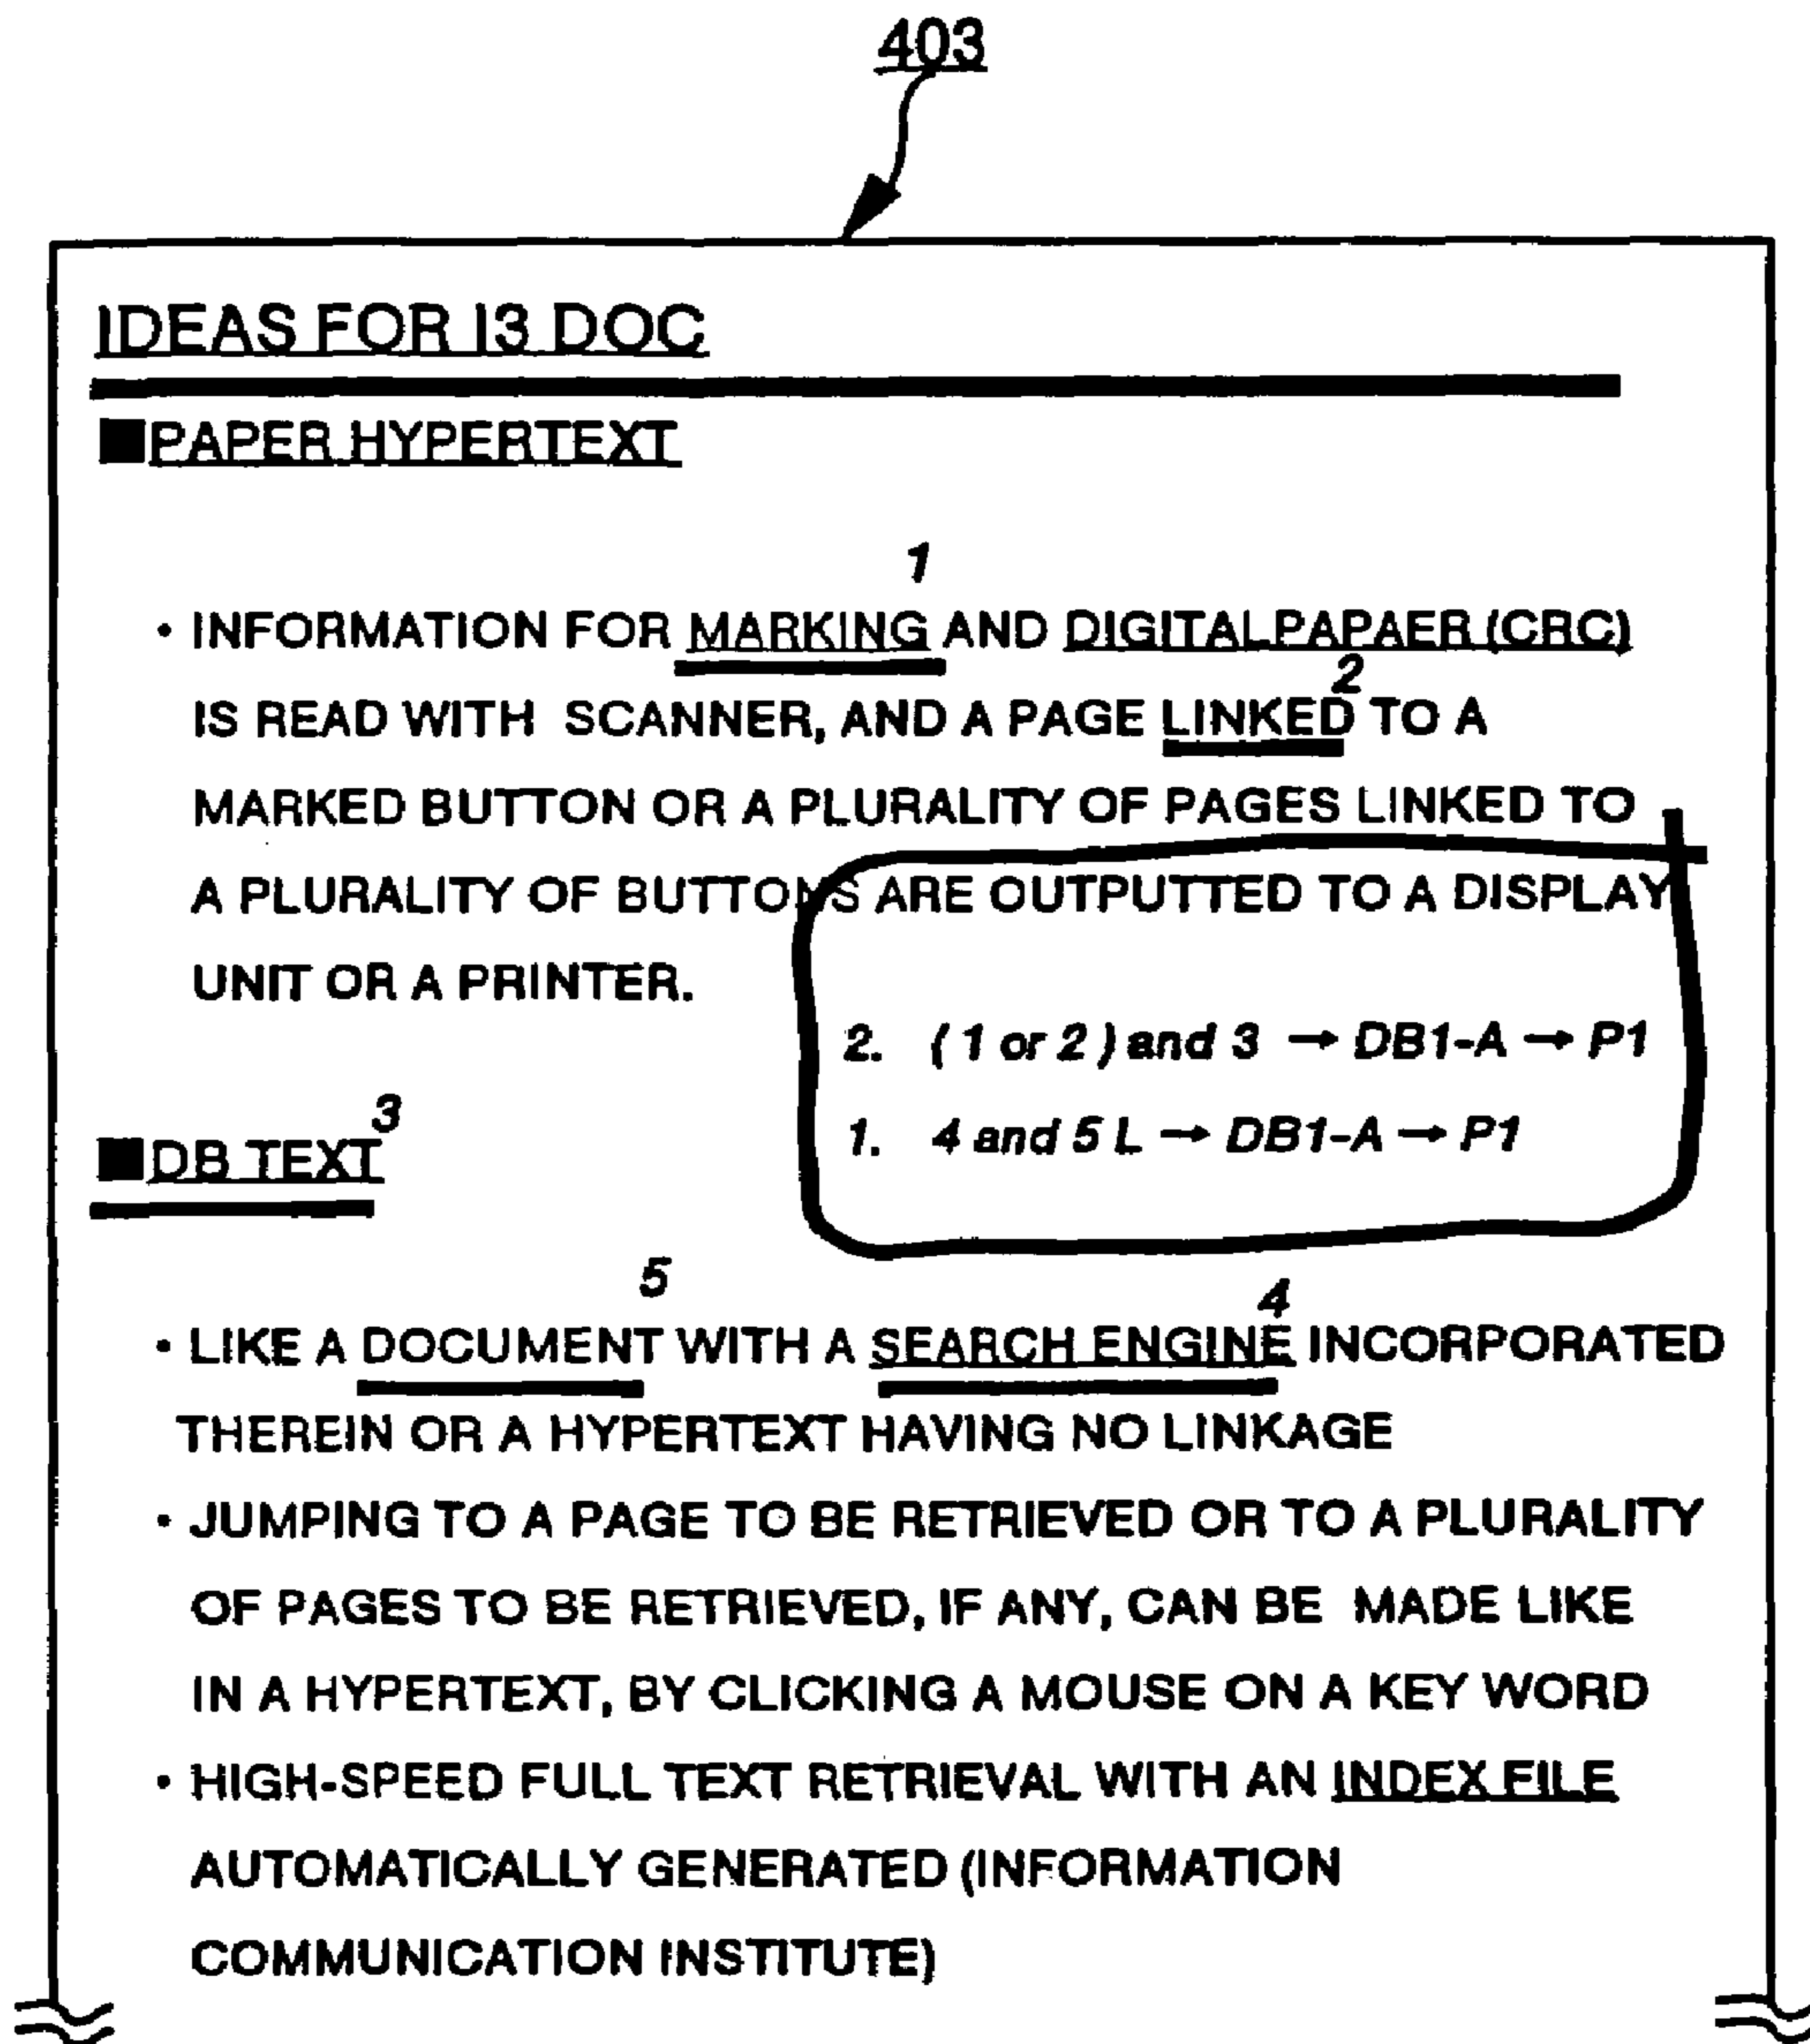 403
IDEAS FOR I3 DOC
■PAPER HYPERTEXT
1
• INFORMATION FOR MARKING AND DIGITALPAPAER (CRC)
2
IS READ WITH SCANNER, AND A PAGE LINKED TO A
MARKED BUTTON OR A PLURALITY OF PAGES LINKED TO
A PLURALITY OF BUTTONS ARE OUTPUTTED TO A DISPLAY
UNIT OR A PRINTER.
2. (1 or 2) and 3 → DB1-A → P1
1. 4 and 5 L → DB1-A → P1
3
■DB TEXT
5 4
• LIKE A DOCUMENT WITH A SEARCH ENGINE INCORPORATED
THEREIN OR A HYPERTEXT HAVING NO LINKAGE
• JUMPING TO A PAGE TO BE RETRIEVED OR TO A PLURALITY
OF PAGES TO BE RETRIEVED, IF ANY, CAN BE MADE LIKE
IN A HYPERTEXT, BY CLICKING A MOUSE ON A KEY WORD
• HIGH-SPEED FULL TEXT RETRIEVAL WITH AN INDEX FILE
AUTOMATICALLY GENERATED (INFORMATION
COMMUNICATION INSTITUTE)